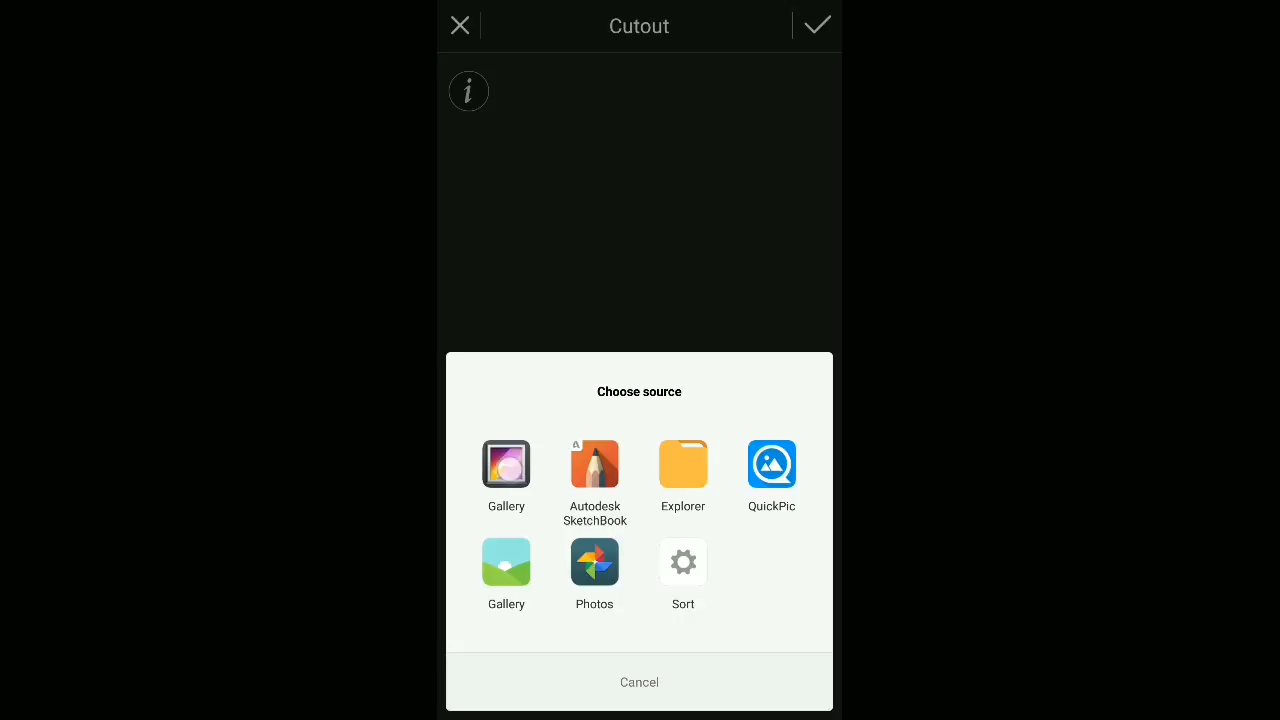 Cutout
i
Choose source
Gallery
Autodesk
SketchBook
Explorer
QuickPic
Gallery
Photos
Sort
Cancel